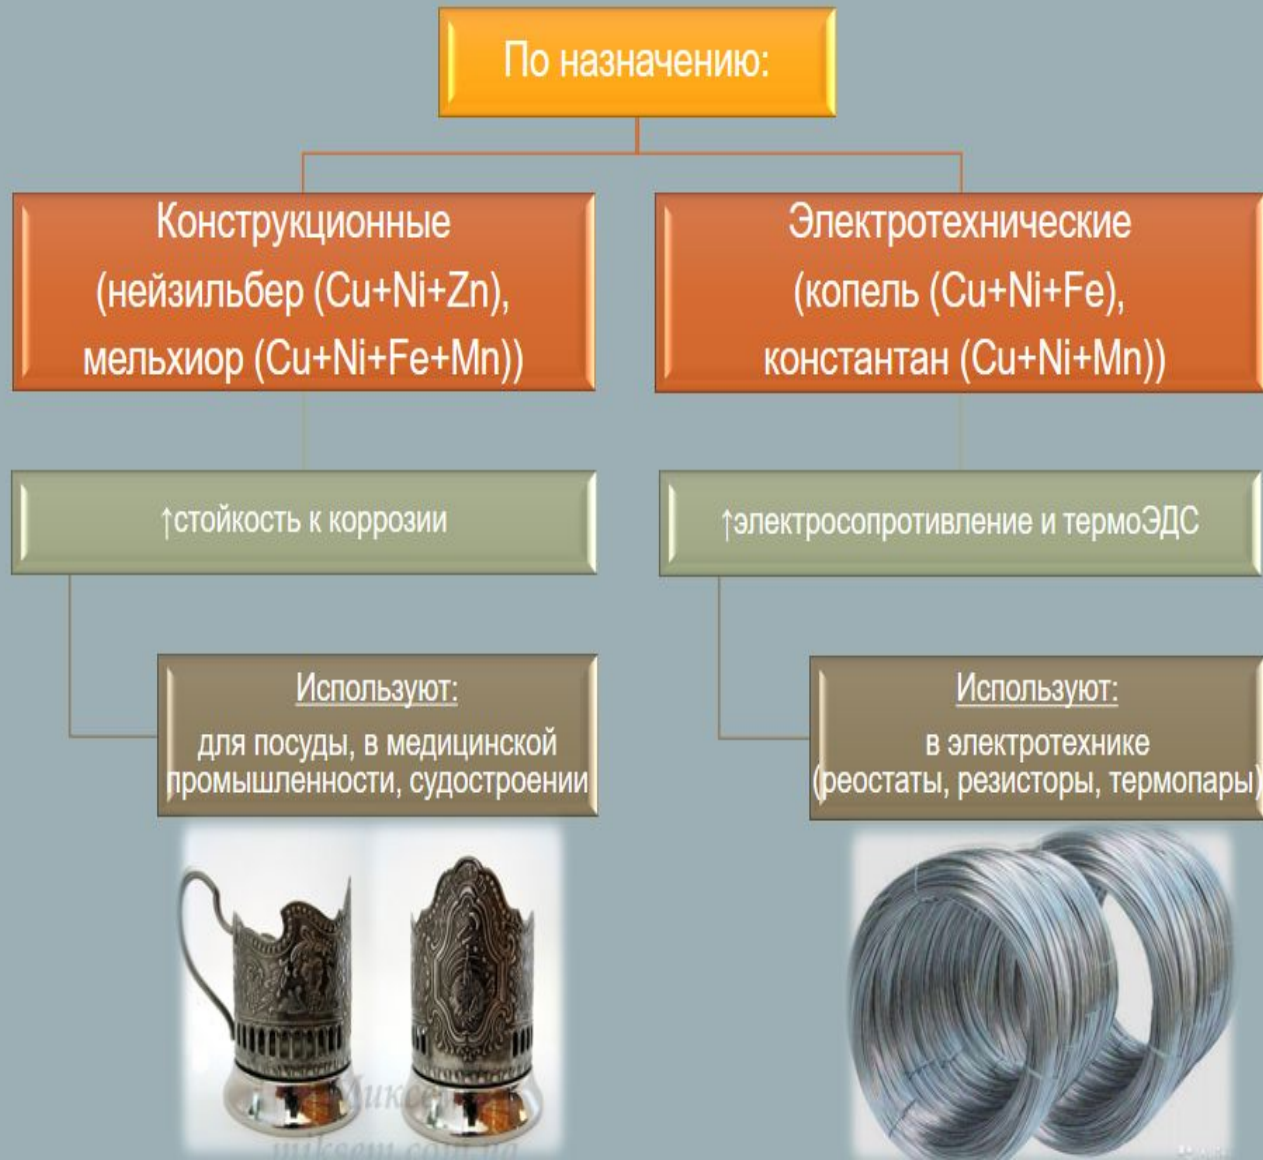 По назначению:
Конструкционные
(нейзильбер (Cu+Ni+Zn),
мельхиор (Cu+Ni+Fe+Mn))
↑стойкость к коррозии
Используют:
для посуды, в медицинской
промышленности, судостроении
Электротехнические
(копель (Cu+Ni+Fe),
константан (Cu+Ni+Mn))
↑электросопротивление и термоЭДС
Используют:
в электротехнике
(реостаты, резисторы, термопары)